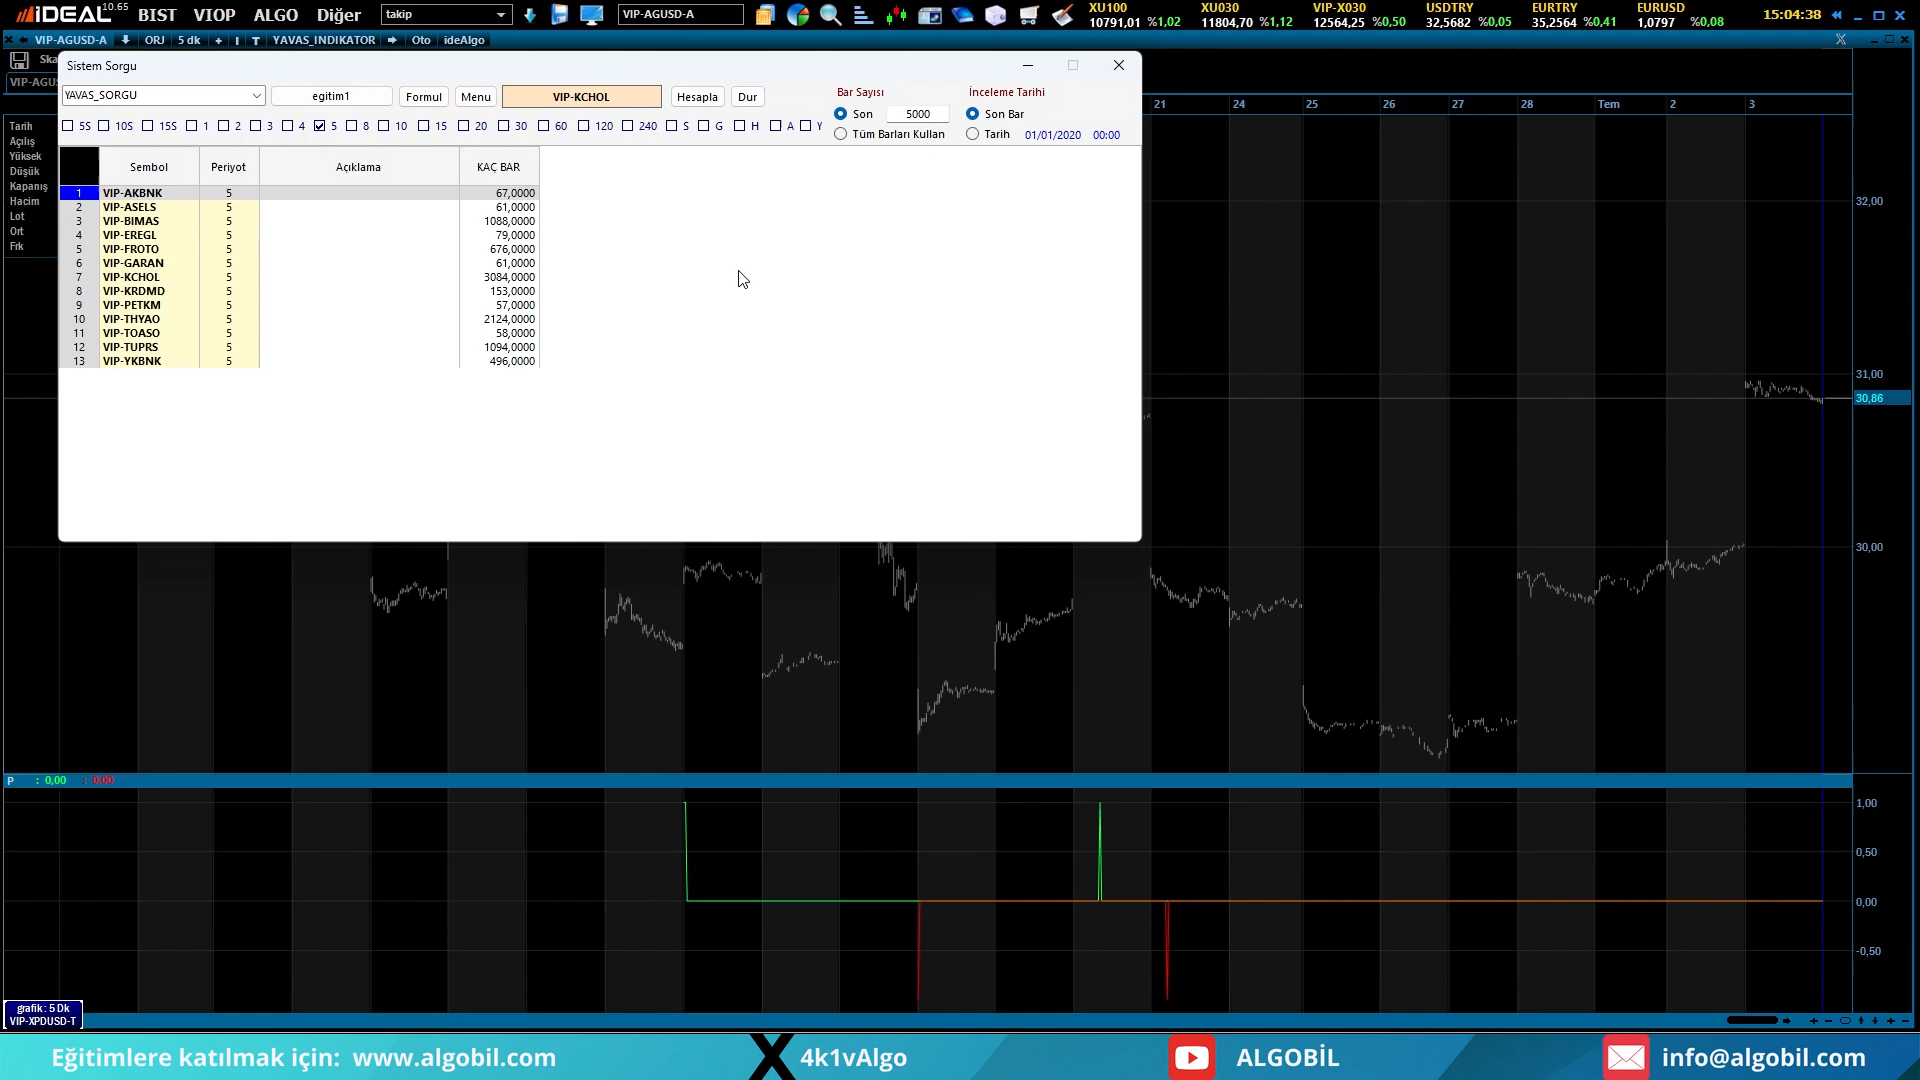 iDEAL 10.65 BIST VIOP ALGO Diğer takip VIP-AGUSD-A
XU100 XU030 VIP-X030 USDTRY EURTRY EURUSD
10791,01 %1,02 11804,70 %1,12 12564,25 %0,50 32,5682 %0,05 35,2564 %0,41 1,0797 %0,08 15:04:38
VIP-AGUSD-A ORJ 5 dk + I T YAVAS_INDIKATOR Oto ideAlgo
Ska
VIP-AGUS
Sistem Sorgu
YAVAS_SORGU egitim1 Formul Menu VIP-KCHOL Hesapla Dur
Bar Sayısı İnceleme Tarihi
Son 5000 Son Bar
Tüm Barları Kullan Tarih 01/01/2020 00:00
5S 10S 15S 1 2 3 4 5 8 10 15 20 30 60 120 240 S G H A Y
Sembol Periyot Açıklama KAÇ BAR
1 VIP-AKBNK 5 67,0000
2 VIP-ASELS 5 61,0000
3 VIP-BIMAS 5 1088,0000
4 VIP-EREGL 5 79,0000
5 VIP-FROTO 5 676,0000
6 VIP-GARAN 5 61,0000
7 VIP-KCHOL 5 3084,0000
8 VIP-KRDMD 5 153,0000
9 VIP-PETKM 5 57,0000
10 VIP-THYAO 5 2124,0000
11 VIP-TOASO 5 58,0000
12 VIP-TUPRS 5 1094,0000
13 VIP-YKBNK 5 496,0000
Tarih
Açılış
Yüksek
Düşük
Kapanış
Hacim
Lot
Ort
Frk
21 24 25 26 27 28 Tem 2 3
32,00
31,00
30,86
30,00
P : 0,00 : 0,00
1,00
0,50
0,00
-0,50
grafik : 5 Dk
VIP-XPDUSD-T
Eğitimlere katılmak için: www.algobil.com X 4k1vAlgo ALGOBİL info@algobil.com